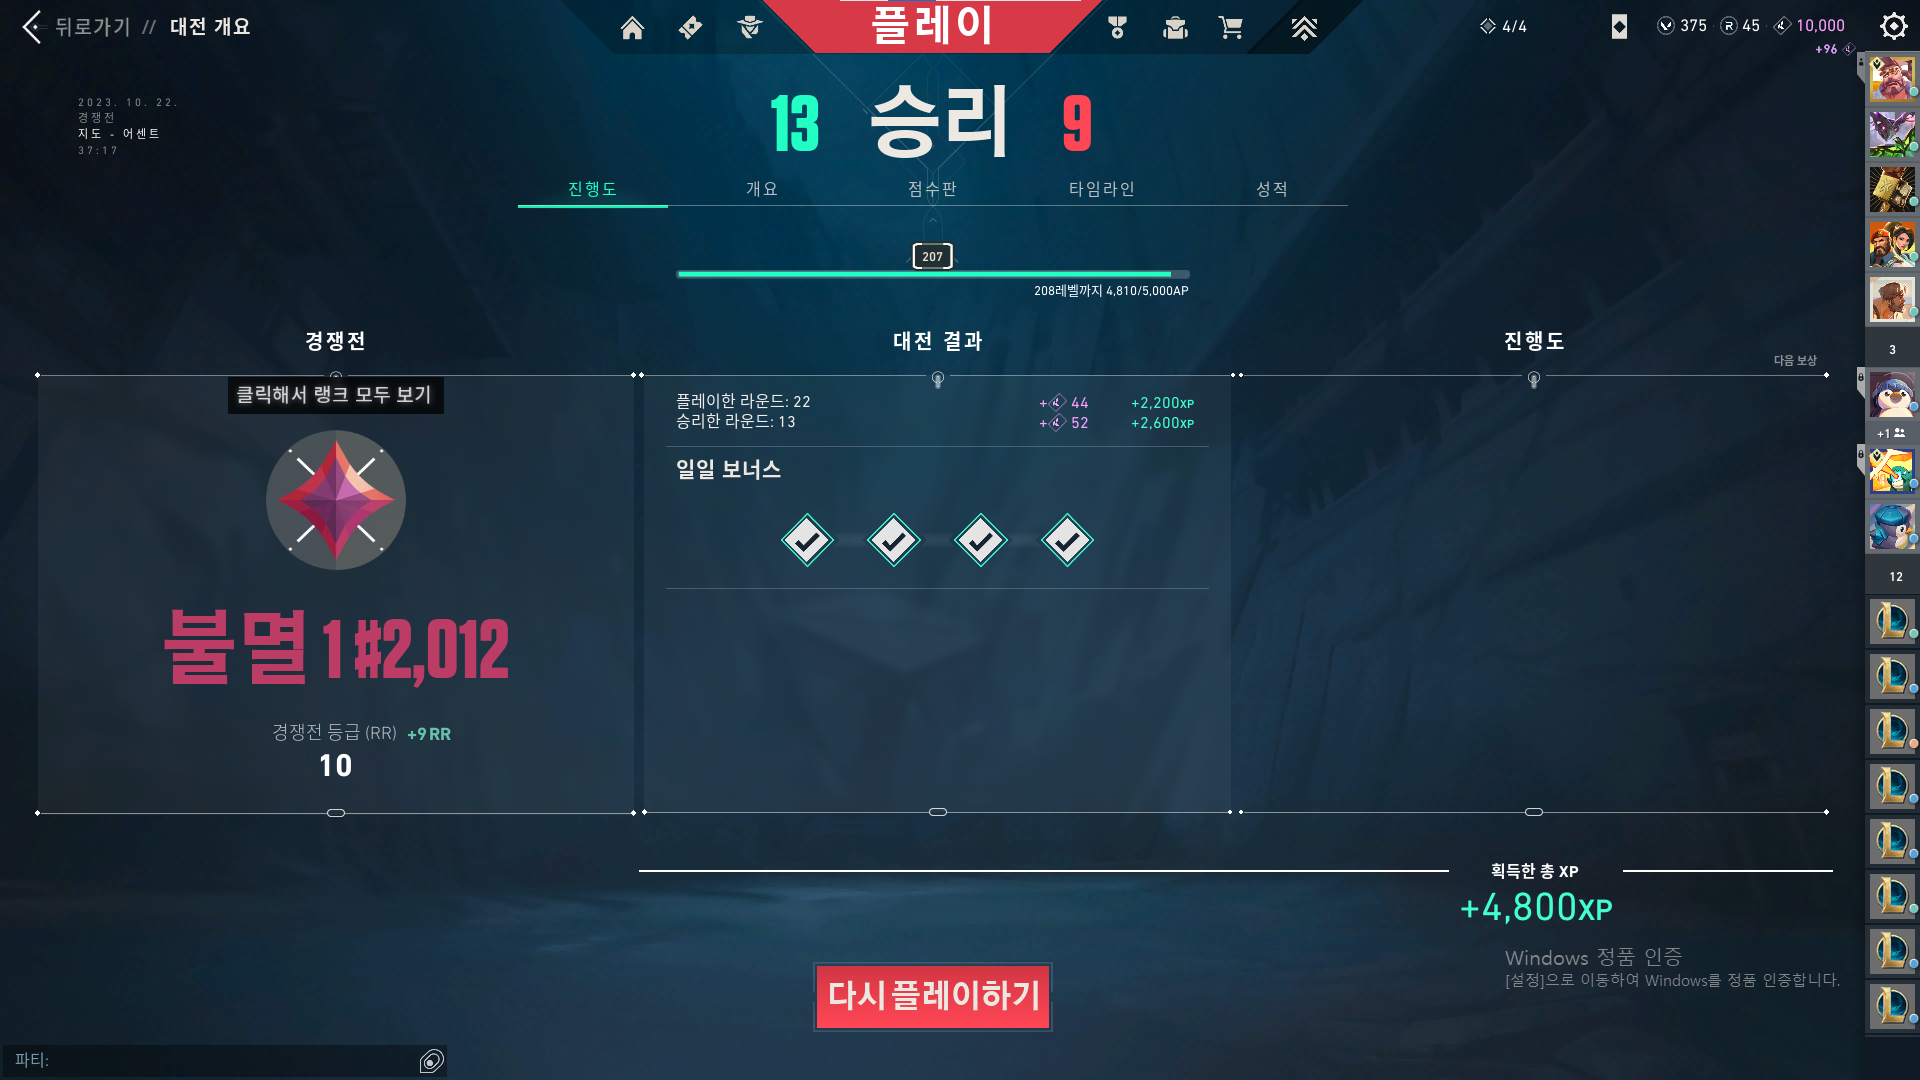 뒤로가기 // 대전 개요
플레이
4/4
375
45
10,000
+96
2023. 10. 22.
경쟁전
지도 - 어센트
37:17
13 승리 9
진행도 개요 점수판 타임라인 성적
207
208레벨까지 4,810/5,000AP
경쟁전
클릭해서 랭크 모두 보기
불멸 1 #2,012
경쟁전 등급 (RR) +9 RR
10
대전 결과
플레이한 라운드: 22 + 44 +2,200XP
승리한 라운드: 13 + 52 +2,600XP
일일 보너스
진행도
다음 보상
획득한 총 XP
+4,800XP
다시 플레이하기
Windows 정품 인증
[설정]으로 이동하여 Windows를 정품 인증합니다.
파티:
3
+1
12